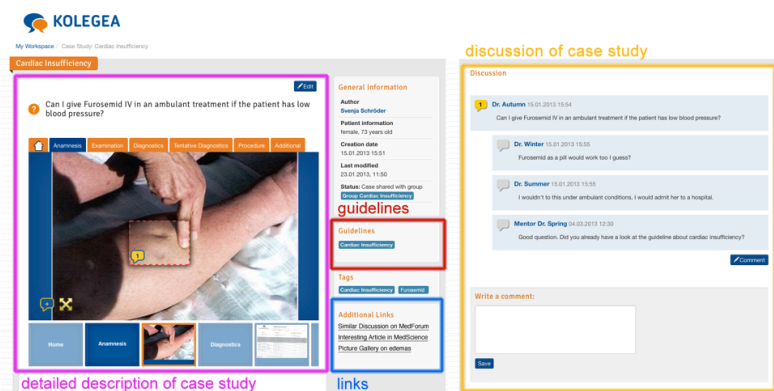 KOLEGEA
My Workspace / Case Study: Cardiac Insufficiency
Cardiac Insufficiency
Edit
Can I give Furosemid IV in an ambulant treatment if the patient has low
blood pressure?
Anamnesis Examination Diagnostics Tentative Diagnostics Procedure Additional
1
Home Anamnesis Diagnostics
detailed description of case study
General Information
Author
Svenja Schröder
Patient information
female, 73 years old
Creation date
15.01.2013 15:51
Last modified
23.01.2013, 11:50
Status: Case shared with group
Group Cardiac Insufficiency
guidelines
Guidelines
Cardiac Insufficiency
Tags
Cardiac Insufficiency Furosemid
Additional Links
Similar Discussion on MedForum
Interesting Article in MedScience
Picture Gallery on edemas
links
discussion of case study
Discussion
1 Dr. Autumn 15.01.2013 15:54
Can I give Furosemid IV in an ambulant treatment if the patient has low blood pressure?
Dr. Winter 15.01.2013 15:55
Furosemid as a pill would work too I guess?
Dr. Summer 15.01.2013 15:55
I wouldn't to this under ambulant conditions, I would admit her to a hospital.
Mentor Dr. Spring 04.03.2013 12:30
Good question. Did you already have a look at the guideline about cardiac insufficiency?
Comment
Write a comment:
Save